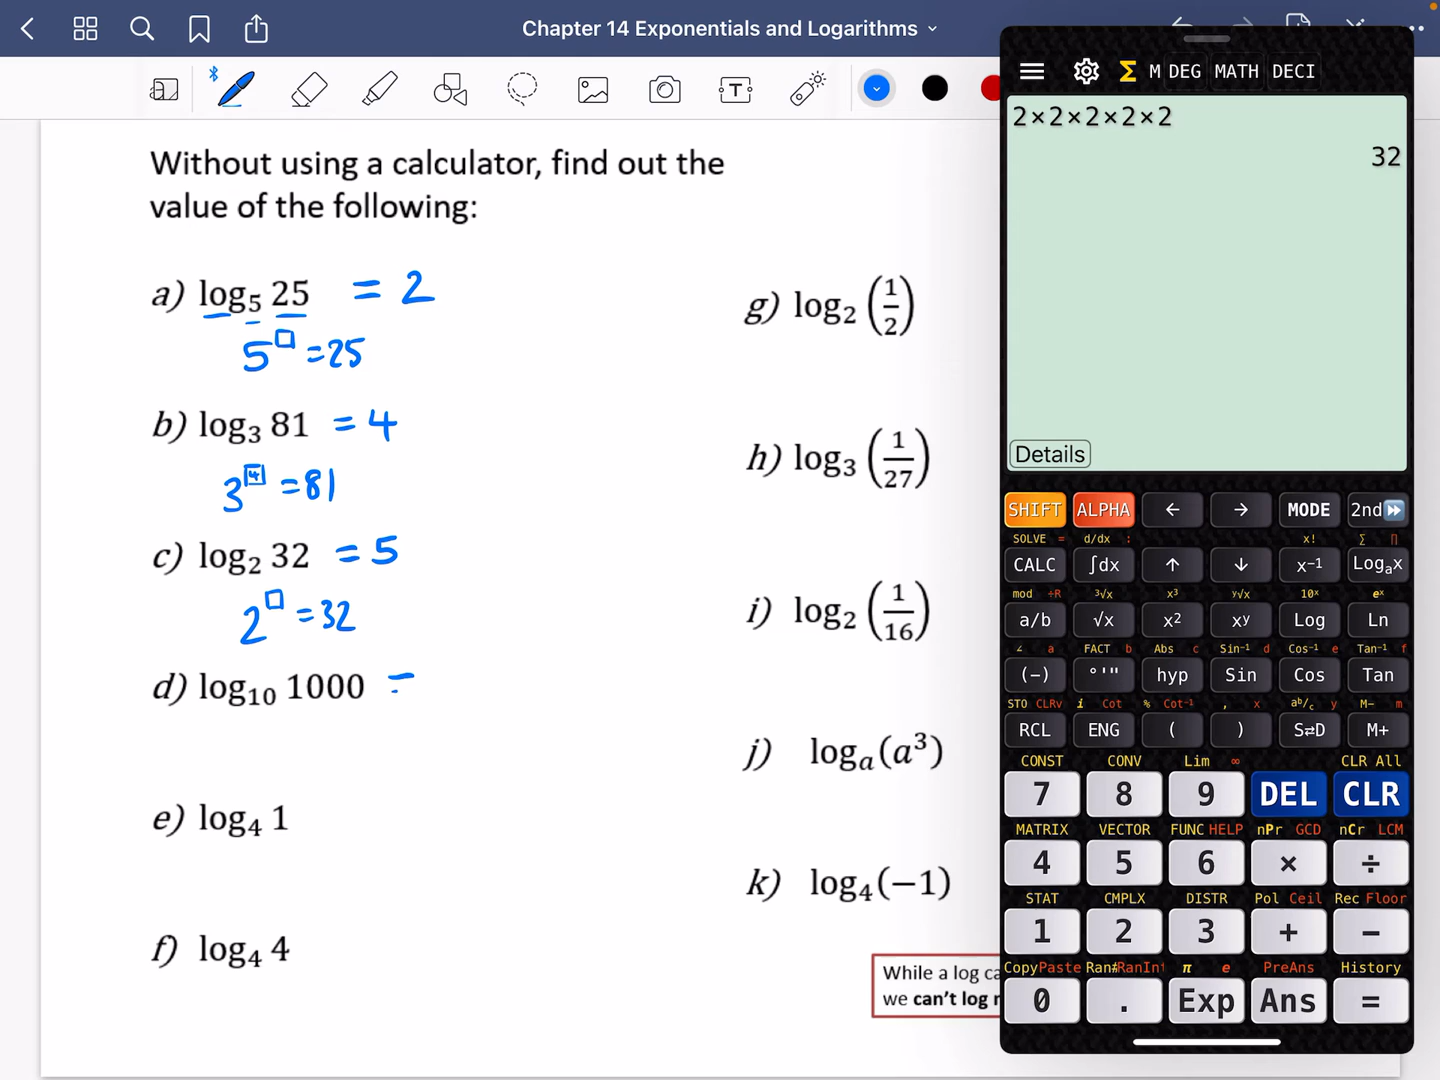 Chapter 14 Exponentials and Logarithms
Without using a calculator, find out the
value of the following:
a) log₅ 25 = 2
5^□ = 25
b) log₃ 81 = 4
3^4 = 81
c) log₂ 32 = 5
2^□ = 32
d) log₁₀ 1000 =
e) log₄ 1
f) log₄ 4
g) log₂ (1/2)
h) log₃ (1/27)
i) log₂ (1/16)
j) logₐ(a³)
k) log₄(−1)
While a log ca
we can't log
Σ M DEG MATH DECI
2×2×2×2×2
32
Details
SHIFT ALPHA ← → MODE 2nd
SOLVE = d/dx : x! Σ ∏
CALC ∫dx ↑ ↓ x⁻¹ Logₐx
mod ÷R ³√x x³ ʸ√x 10ˣ eˣ
a/b √x x² xʸ Log Ln
∠ a FACT b Abs c Sin⁻¹ d Cos⁻¹ e Tan⁻¹ f
(−) °'" hyp Sin Cos Tan
STO CLRv i Cot % Cot⁻¹ , x aᵇ/c y M− m
RCL ENG ( ) S⇄D M+
CONST CONV Lim ∞ CLR All
7 8 9 DEL CLR
MATRIX VECTOR FUNC HELP nPr GCD nCr LCM
4 5 6 × ÷
STAT CMPLX DISTR Pol Ceil Rec Floor
1 2 3 + −
Copy Paste Ran# RanInt π e PreAns History
0 . Exp Ans =